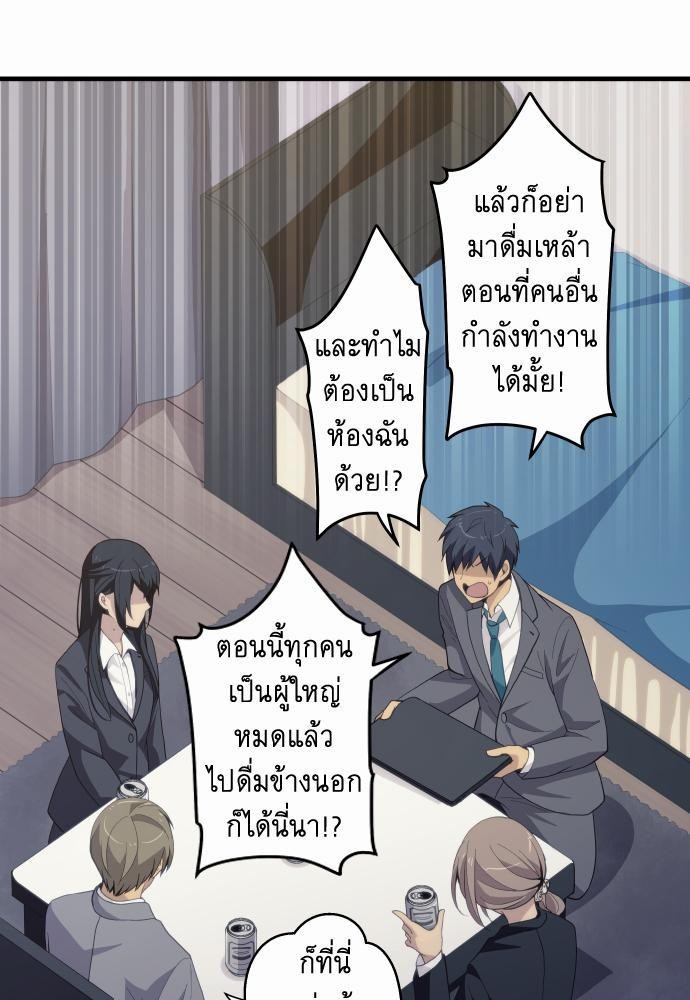 แล้วก็อย่า
มาดื่มเหล้า
ตอนที่คนอื่น
กำลังทำงาน
ได้มั้ย!
และทำไม
ต้องเป็น
ห้องฉัน
ด้วย!?
ตอนนี้ทุกคน
เป็นผู้ใหญ่
หมดแล้ว
ไปดื่มข้างนอก
ก็ได้นี่นา!?
ก็ที่นี่